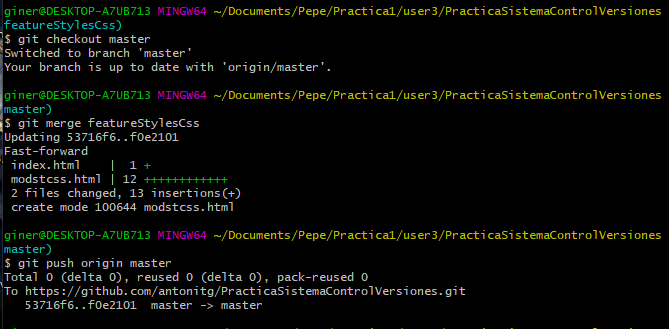 giner@DESKTOP-A7UB713 MINGW64 ~/Documents/Pepe/Practica1/user3/PracticaSistemaControlVersiones
featureStylesCss)
$ git checkout master
Switched to branch 'master'
Your branch is up to date with 'origin/master'.
giner@DESKTOP-A7UB713 MINGW64 ~/Documents/Pepe/Practica1/user3/PracticaSistemaControlVersiones
master)
$ git merge featureStylesCss
Updating 53716f6..f0e2101
Fast-forward
 index.html    |  1 +
 modstcss.html | 12 ++++++++++++
 2 files changed, 13 insertions(+)
 create mode 100644 modstcss.html
giner@DESKTOP-A7UB713 MINGW64 ~/Documents/Pepe/Practica1/user3/PracticaSistemaControlVersiones
master)
$ git push origin master
Total 0 (delta 0), reused 0 (delta 0), pack-reused 0
To https://github.com/antonitg/PracticaSistemaControlVersiones.git
   53716f6..f0e2101  master -> master